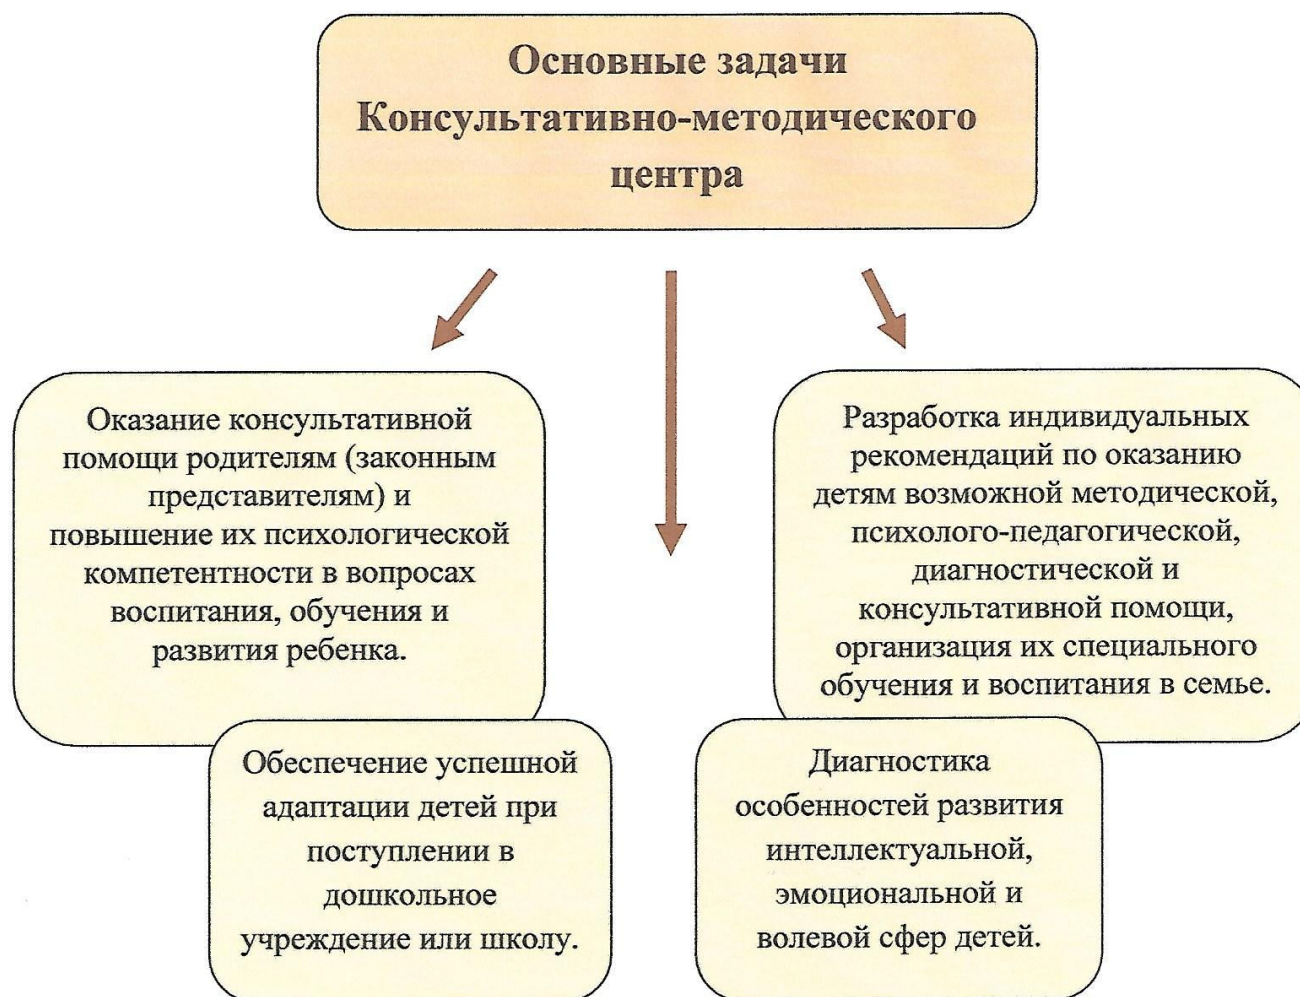 Основные задачи
Консультативно-методического
центра
Оказание консультативной
помощи родителям (законным
представителям) и
повышение их психологической
компетентности в вопросах
воспитания, обучения и
развития ребенка.
Разработка индивидуальных
рекомендаций по оказанию
детям возможной методической,
психолого-педагогической,
диагностической и
консультативной помощи,
организация их специального
обучения и воспитания в семье.
Обеспечение успешной
адаптации детей при
поступлении в
дошкольное
учреждение или школу.
Диагностика
особенностей развития
интеллектуальной,
эмоциональной и
волевой сфер детей.